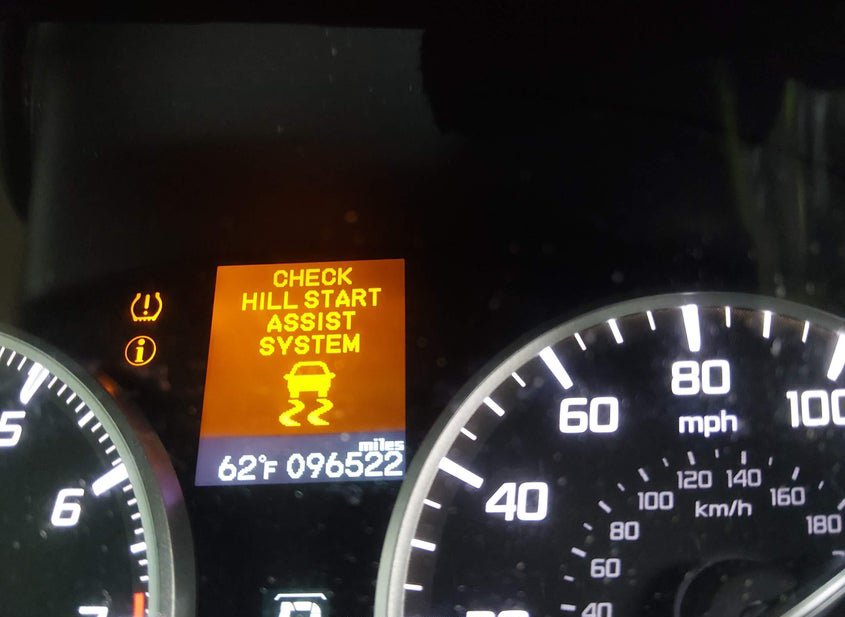 CHECK
HILL START
ASSIST
SYSTEM
miles
62°F 096522
5
6
40
60
80
100
mph
40
60
80
100
120
140
160
180
km/h